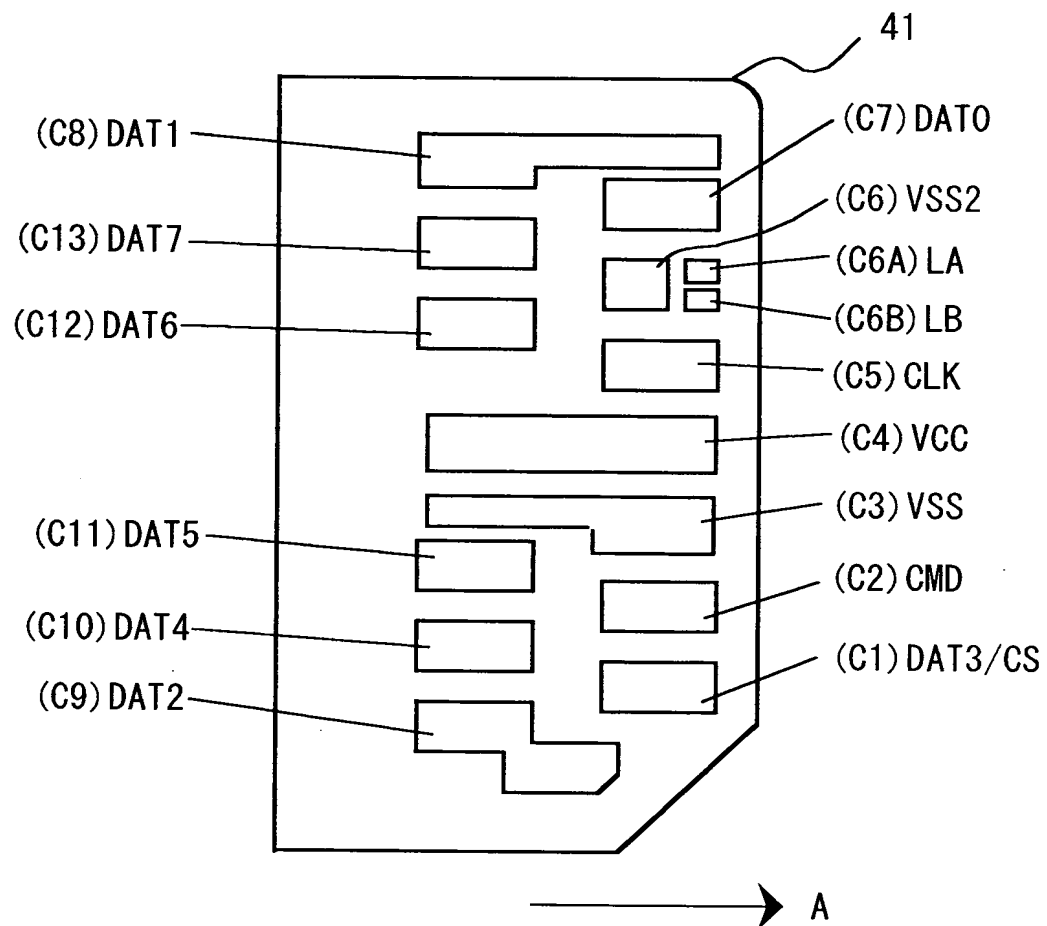 41
(C8)DAT1
(C7)DAT0
(C6)VSS2
(C13)DAT7
(C6A)LA
(C6B)LB
(C12)DAT6
(C5)CLK
(C4)VCC
(C3)VSS
(C11)DAT5
(C2)CMD
(C10)DAT4
(C1)DAT3/CS
(C9)DAT2
A